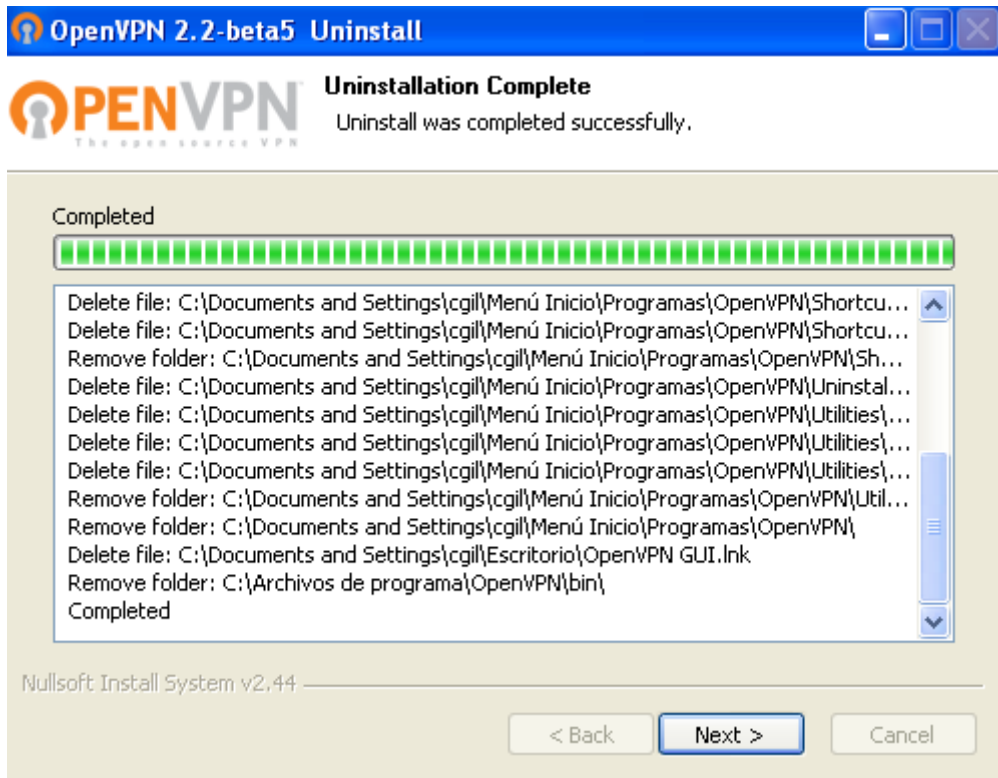 OpenVPN 2.2-beta5 Uninstall
OPENVPN
The open source VPN
Uninstallation Complete
Uninstall was completed successfully.
Completed
Delete file: C:\Documents and Settings\cgil\Menú Inicio\Programas\OpenVPN\Shortcu...
Delete file: C:\Documents and Settings\cgil\Menú Inicio\Programas\OpenVPN\Shortcu...
Remove folder: C:\Documents and Settings\cgil\Menú Inicio\Programas\OpenVPN\Sh...
Delete file: C:\Documents and Settings\cgil\Menú Inicio\Programas\OpenVPN\Uninstal...
Delete file: C:\Documents and Settings\cgil\Menú Inicio\Programas\OpenVPN\Utilities\...
Delete file: C:\Documents and Settings\cgil\Menú Inicio\Programas\OpenVPN\Utilities\...
Delete file: C:\Documents and Settings\cgil\Menú Inicio\Programas\OpenVPN\Utilities\...
Remove folder: C:\Documents and Settings\cgil\Menú Inicio\Programas\OpenVPN\Util...
Remove folder: C:\Documents and Settings\cgil\Menú Inicio\Programas\OpenVPN\
Delete file: C:\Documents and Settings\cgil\Escritorio\OpenVPN GUI.lnk
Remove folder: C:\Archivos de programa\OpenVPN\bin\
Completed
Nullsoft Install System v2.44
< Back Next > Cancel